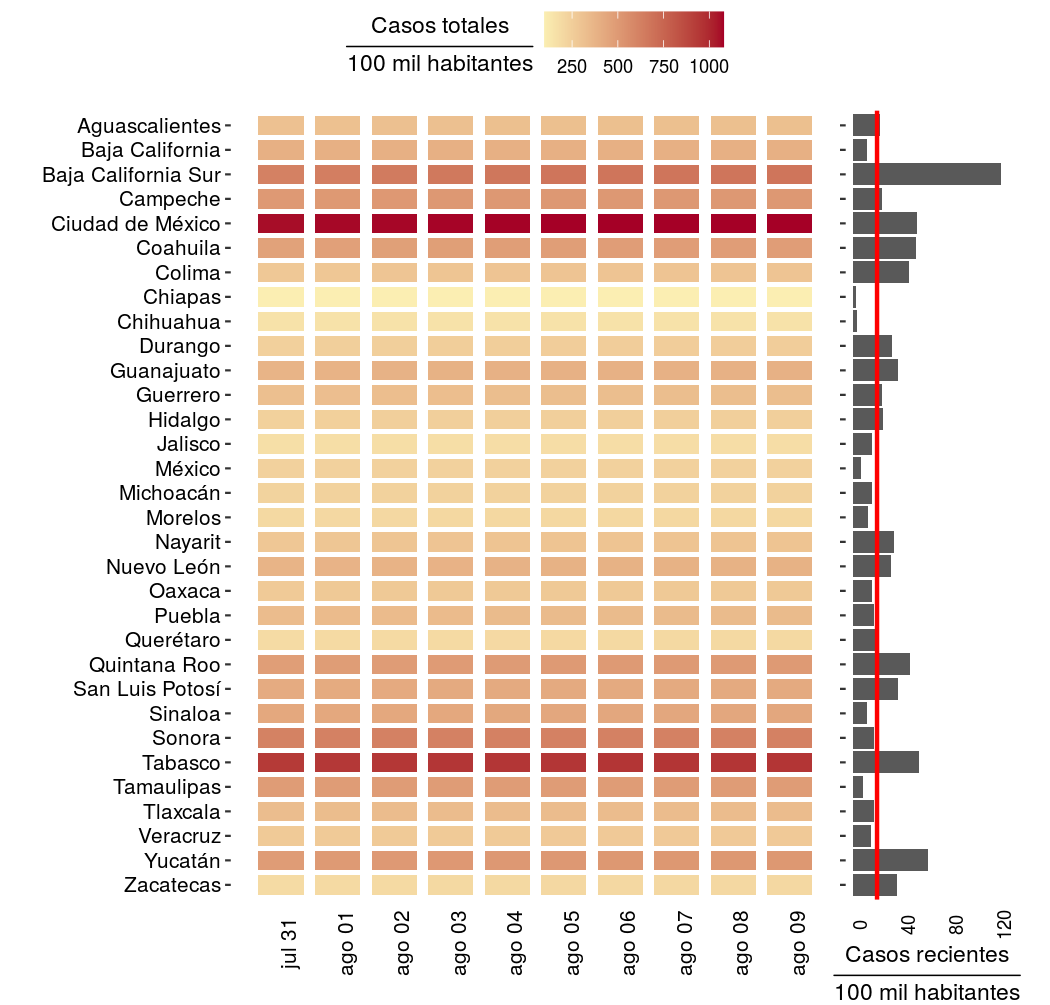 Casos totales
100 mil habitantes
250 500 750 1000
Aguascalientes
Baja California
Baja California Sur
Campeche
Ciudad de México
Coahuila
Colima
Chiapas
Chihuahua
Durango
Guanajuato
Guerrero
Hidalgo
Jalisco
México
Michoacán
Morelos
Nayarit
Nuevo León
Oaxaca
Puebla
Querétaro
Quintana Roo
San Luis Potosí
Sinaloa
Sonora
Tabasco
Tamaulipas
Tlaxcala
Veracruz
Yucatán
Zacatecas
jul 31
ago 01
ago 02
ago 03
ago 04
ago 05
ago 06
ago 07
ago 08
ago 09
0
40
80
120
Casos recientes
100 mil habitantes